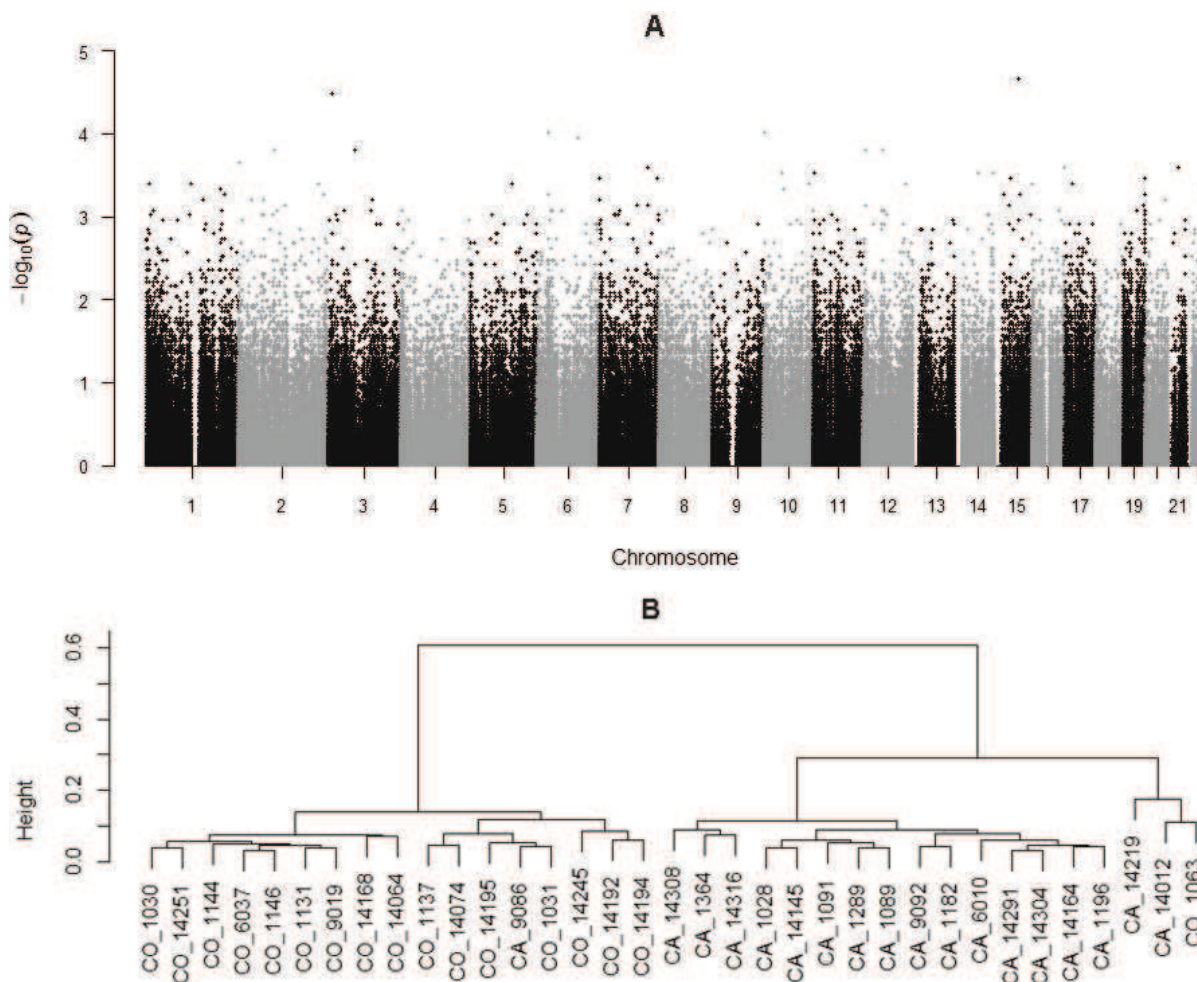 A
5
4
3
2
1
0
−log10(p)
1 2 3 4 5 6 7 8 9 10 11 12 13 14 15 17 19 21
Chromosome
B
0.6
0.4
0.2
0.0
Height
CO_1030
CO_14251
CO_1144
CO_6037
CO_1146
CO_1131
CO_9019
CO_14168
CO_14064
CO_1137
CO_14074
CO_14195
CA_9086
CO_1031
CO_14245
CO_14192
CO_14194
CA_14308
CA_1364
CA_14316
CA_1028
CA_14145
CA_1091
CA_1289
CA_1089
CA_9092
CA_1182
CA_6010
CA_14291
CA_14304
CA_14164
CA_1196
CA_14219
CA_14012
CO_1063